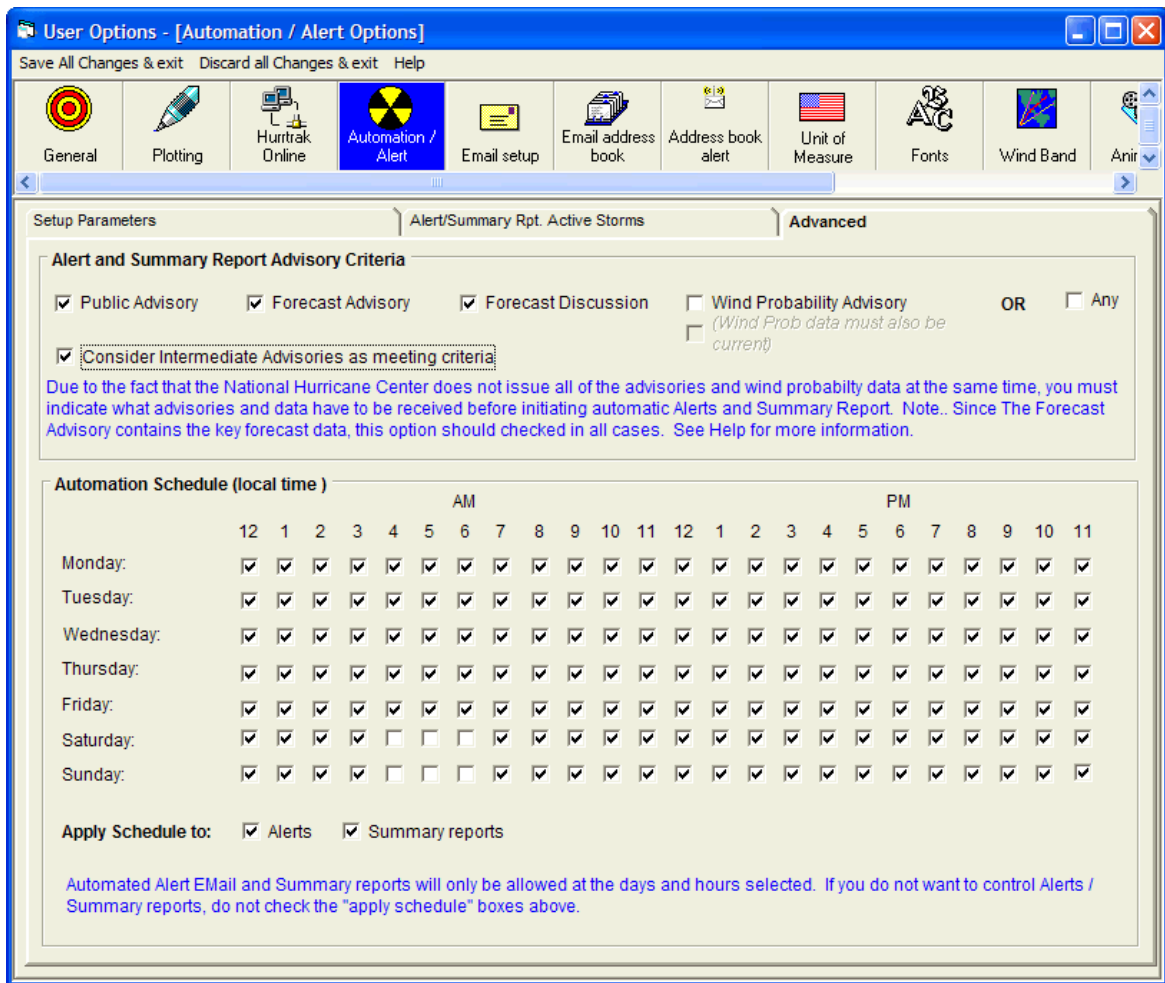 User Options - [Automation / Alert Options]
Save All Changes & exit Discard all Changes & exit Help
General
Plotting
Hurrtrak Online
Automation / Alert
Email setup
Email address book
Address book alert
Unit of Measure
Fonts
Wind Band
Anir
Setup Parameters
Alert/Summary Rpt. Active Storms
Advanced
Alert and Summary Report Advisory Criteria
Public Advisory Forecast Advisory Forecast Discussion Wind Probability Advisory OR Any
(Wind Prob data must also be
current)
Consider Intermediate Advisories as meeting criteria
Due to the fact that the National Hurricane Center does not issue all of the advisories and wind probabilty data at the same time, you must
indicate what advisories and data have to be received before initiating automatic Alerts and Summary Report. Note.. Since The Forecast
Advisory contains the key forecast data, this option should checked in all cases. See Help for more information.
Automation Schedule (local time )
AM PM
12 1 2 3 4 5 6 7 8 9 10 11 12 1 2 3 4 5 6 7 8 9 10 11
Monday:
Tuesday:
Wednesday:
Thursday:
Friday:
Saturday:
Sunday:
Apply Schedule to: Alerts Summary reports
Automated Alert EMail and Summary reports will only be allowed at the days and hours selected. If you do not want to control Alerts /
Summary reports, do not check the "apply schedule" boxes above.